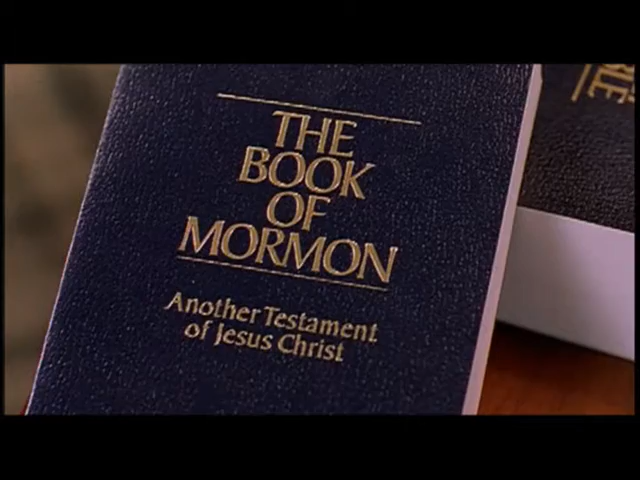 THE
BOOK
OF
MORMON
Another Testament
of Jesus Christ